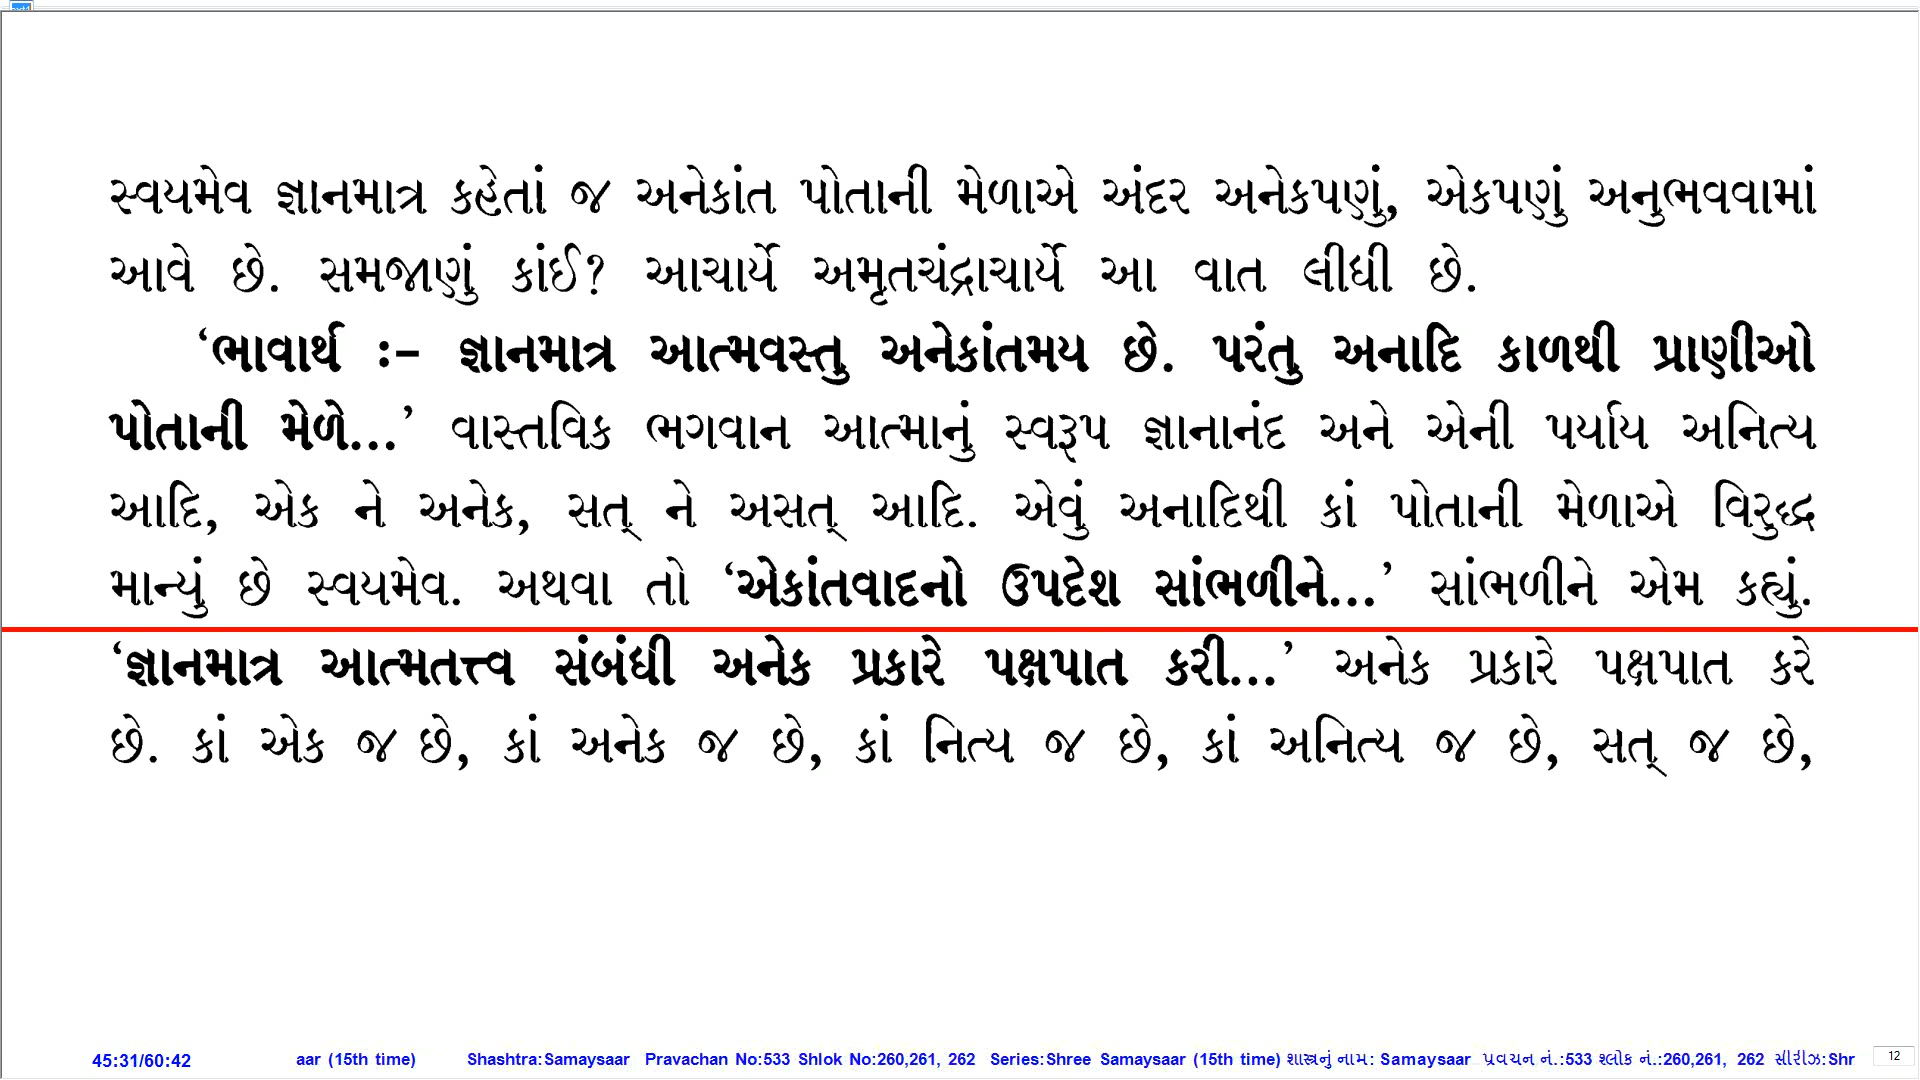 સ્વયમેવ જ્ઞાનમાત્ર કહેતાં જ અનેકાંત પોતાની મેળાએ અંદર અનેકપણું, એકપણું અનુભવવામાં
આવે છે. સમજાણું કાંઈ? આચાર્યે અમૃતચંદ્રાચાર્યે આ વાત લીધી છે.
‘ભાવાર્થ :– જ્ઞાનમાત્ર આત્મવસ્તુ અનેકાંતમય છે. પરંતુ અનાદિ કાળથી પ્રાણીઓ
પોતાની મેળે...’ વાસ્તવિક ભગવાન આત્માનું સ્વરૂપ જ્ઞાનાનંદ અને એની પર્યાય અનિત્ય
આદિ, એક ને અનેક, સત્ ને અસત્ આદિ. એવું અનાદિથી કાં પોતાની મેળાએ વિરુદ્ધ
માન્યું છે સ્વયમેવ. અથવા તો ‘એકાંતવાદનો ઉપદેશ સાંભળીને...’ સાંભળીને એમ કહ્યું.
‘જ્ઞાનમાત્ર આત્મતત્ત્વ સંબંધી અનેક પ્રકારે પક્ષપાત કરી...’ અનેક પ્રકારે પક્ષપાત કરે
છે. કાં એક જ છે, કાં અનેક જ છે, કાં નિત્ય જ છે, કાં અનિત્ય જ છે, સત્ જ છે,
45:31/60:42 aar (15th time) Shashtra:Samaysaar Pravachan No:533 Shlok No:260,261, 262 Series:Shree Samaysaar (15th time) શાસ્ત્રનું નામ: Samaysaar પ્રવચન નં.:533 શ્લોક નં.:260,261, 262 સીરીઝ:Shr 12